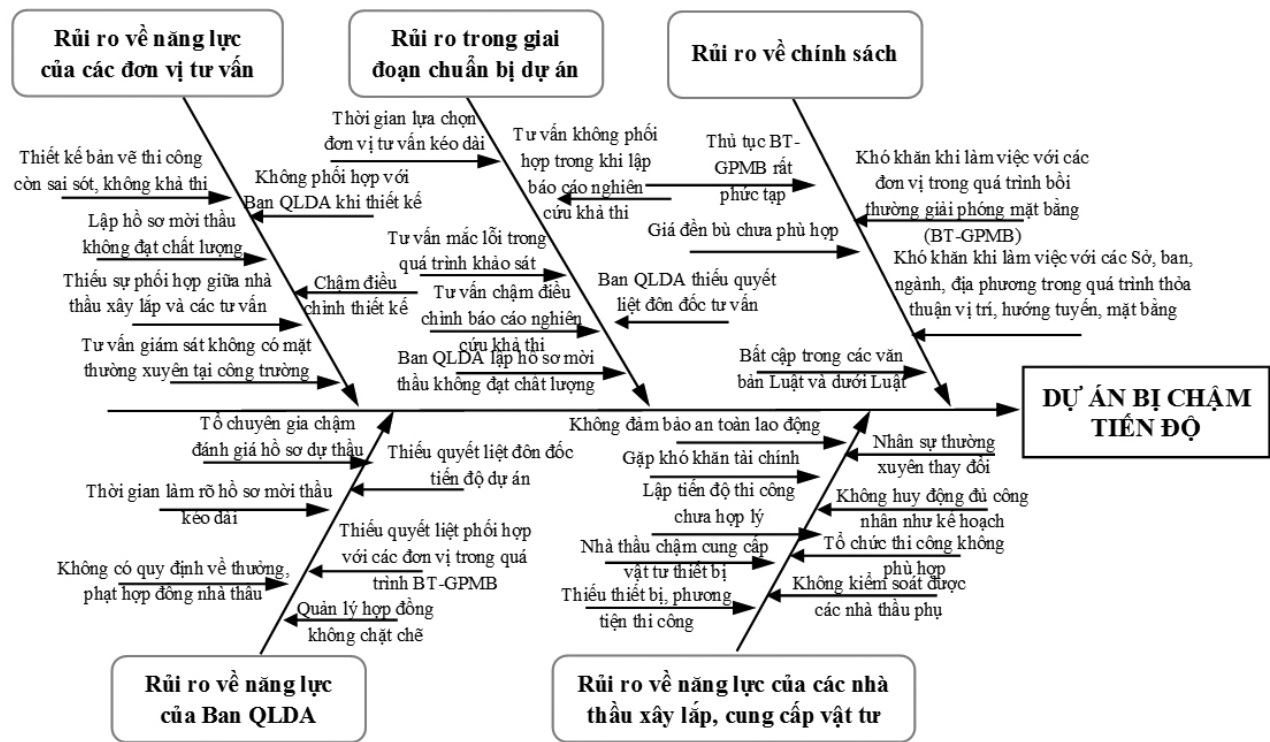 Rủi ro về năng lực
của các đơn vị tư vấn
Rủi ro trong giai
đoạn chuẩn bị dự án
Rủi ro về chính sách
Thiết kế bản vẽ thi công
còn sai sót, không khả thi
Không phối hợp với
Ban QLDA khi thiết kế
Lập hồ sơ mời thầu
không đạt chất lượng
Thiếu sự phối hợp giữa nhà
thầu xây lắp và các tư vấn
Chậm điều
chỉnh thiết kế
Tư vấn giám sát không có mặt
thường xuyên tại công trường
Thời gian lựa chọn
đơn vị tư vấn kéo dài
Tư vấn không phối
hợp trong khi lập
báo cáo nghiên
cứu khả thi
Tư vấn mắc lỗi trong
quá trình khảo sát
Tư vấn chậm điều
chỉnh báo cáo nghiên
cứu khả thi
Ban QLDA thiếu quyết
liệt đôn đốc tư vấn
Ban QLDA lập hồ sơ mời
thầu không đạt chất lượng
Thủ tục BT-
GPMB rất
phức tạp
Khó khăn khi làm việc với các
đơn vị trong quá trình bồi
thường giải phóng mặt bằng
(BT-GPMB)
Giá đền bù chưa phù hợp
Khó khăn khi làm việc với các Sở, ban,
ngành, địa phương trong quá trình thỏa
thuận vị trí, hướng tuyến, mặt bằng
Bất cập trong các văn
bản Luật và dưới Luật
DỰ ÁN BỊ CHẬM
TIẾN ĐỘ
Tổ chuyên gia chậm
đánh giá hồ sơ dự thầu
Thiếu quyết liệt đôn đốc
tiến độ dự án
Thời gian làm rõ hồ sơ mời thầu
kéo dài
Thiếu quyết liệt phối hợp
với các đơn vị trong quá
trình BT-GPMB
Không có quy định về thưởng,
phạt hợp đồng nhà thầu
Quản lý hợp đồng
không chặt chẽ
Không đảm bảo an toàn lao động
Nhân sự thường
xuyên thay đổi
Gặp khó khăn tài chính
Lập tiến độ thi công
chưa hợp lý
Không huy động đủ công
nhân như kế hoạch
Nhà thầu chậm cung cấp
vật tư thiết bị
Tổ chức thi công không
phù hợp
Thiếu thiết bị, phương
tiện thi công
Không kiểm soát được
các nhà thầu phụ
Rủi ro về năng lực
của Ban QLDA
Rủi ro về năng lực của các nhà
thầu xây lắp, cung cấp vật tư